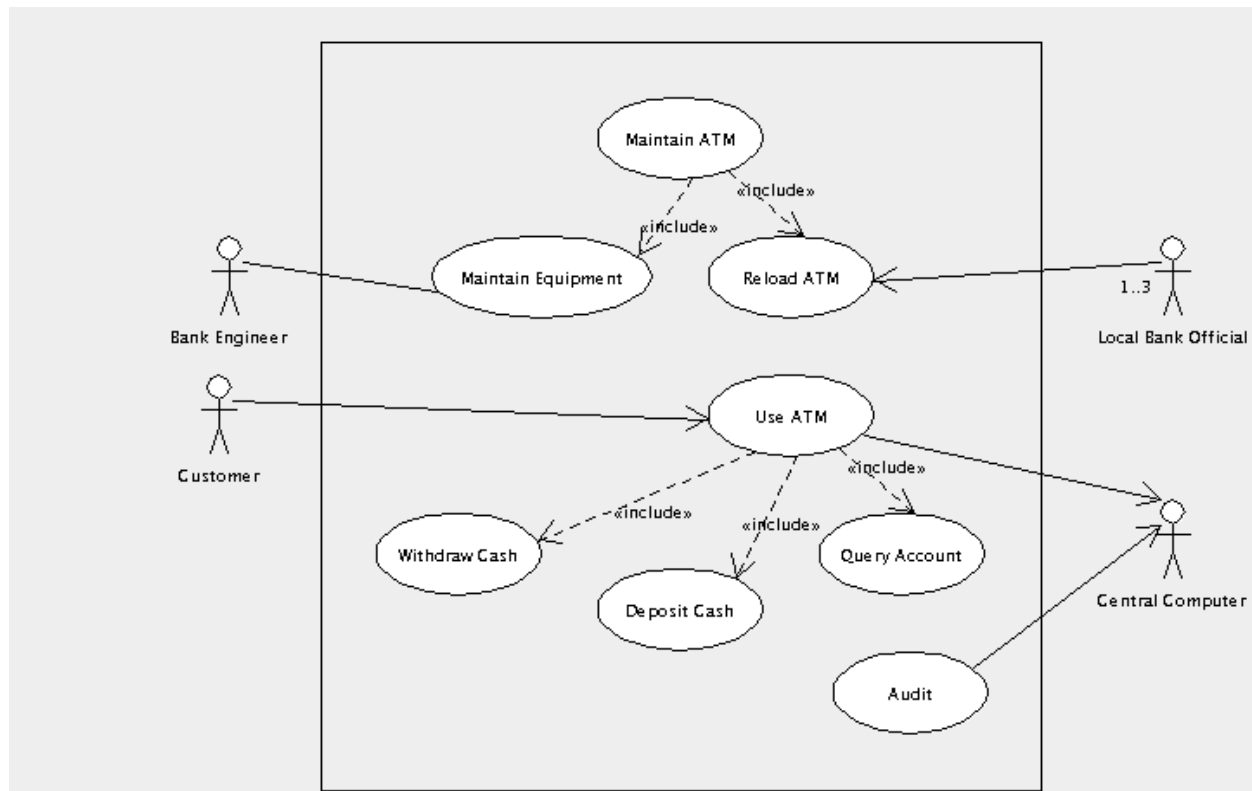 Maintain ATM
«include»
«include»
Maintain Equipment
Reload ATM
1..3
Bank Engineer
Local Bank Official
Use ATM
Customer
«include»
«include»
«include»
Withdraw Cash
Query Account
Deposit Cash
Central Computer
Audit